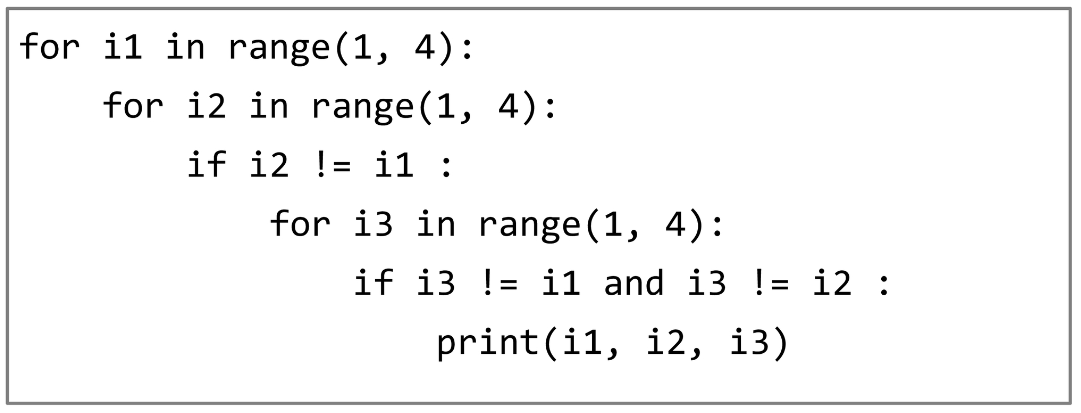 for i1 in range(1, 4):
    for i2 in range(1, 4):
        if i2 != i1 :
            for i3 in range(1, 4):
                if i3 != i1 and i3 != i2 :
                    print(i1, i2, i3)